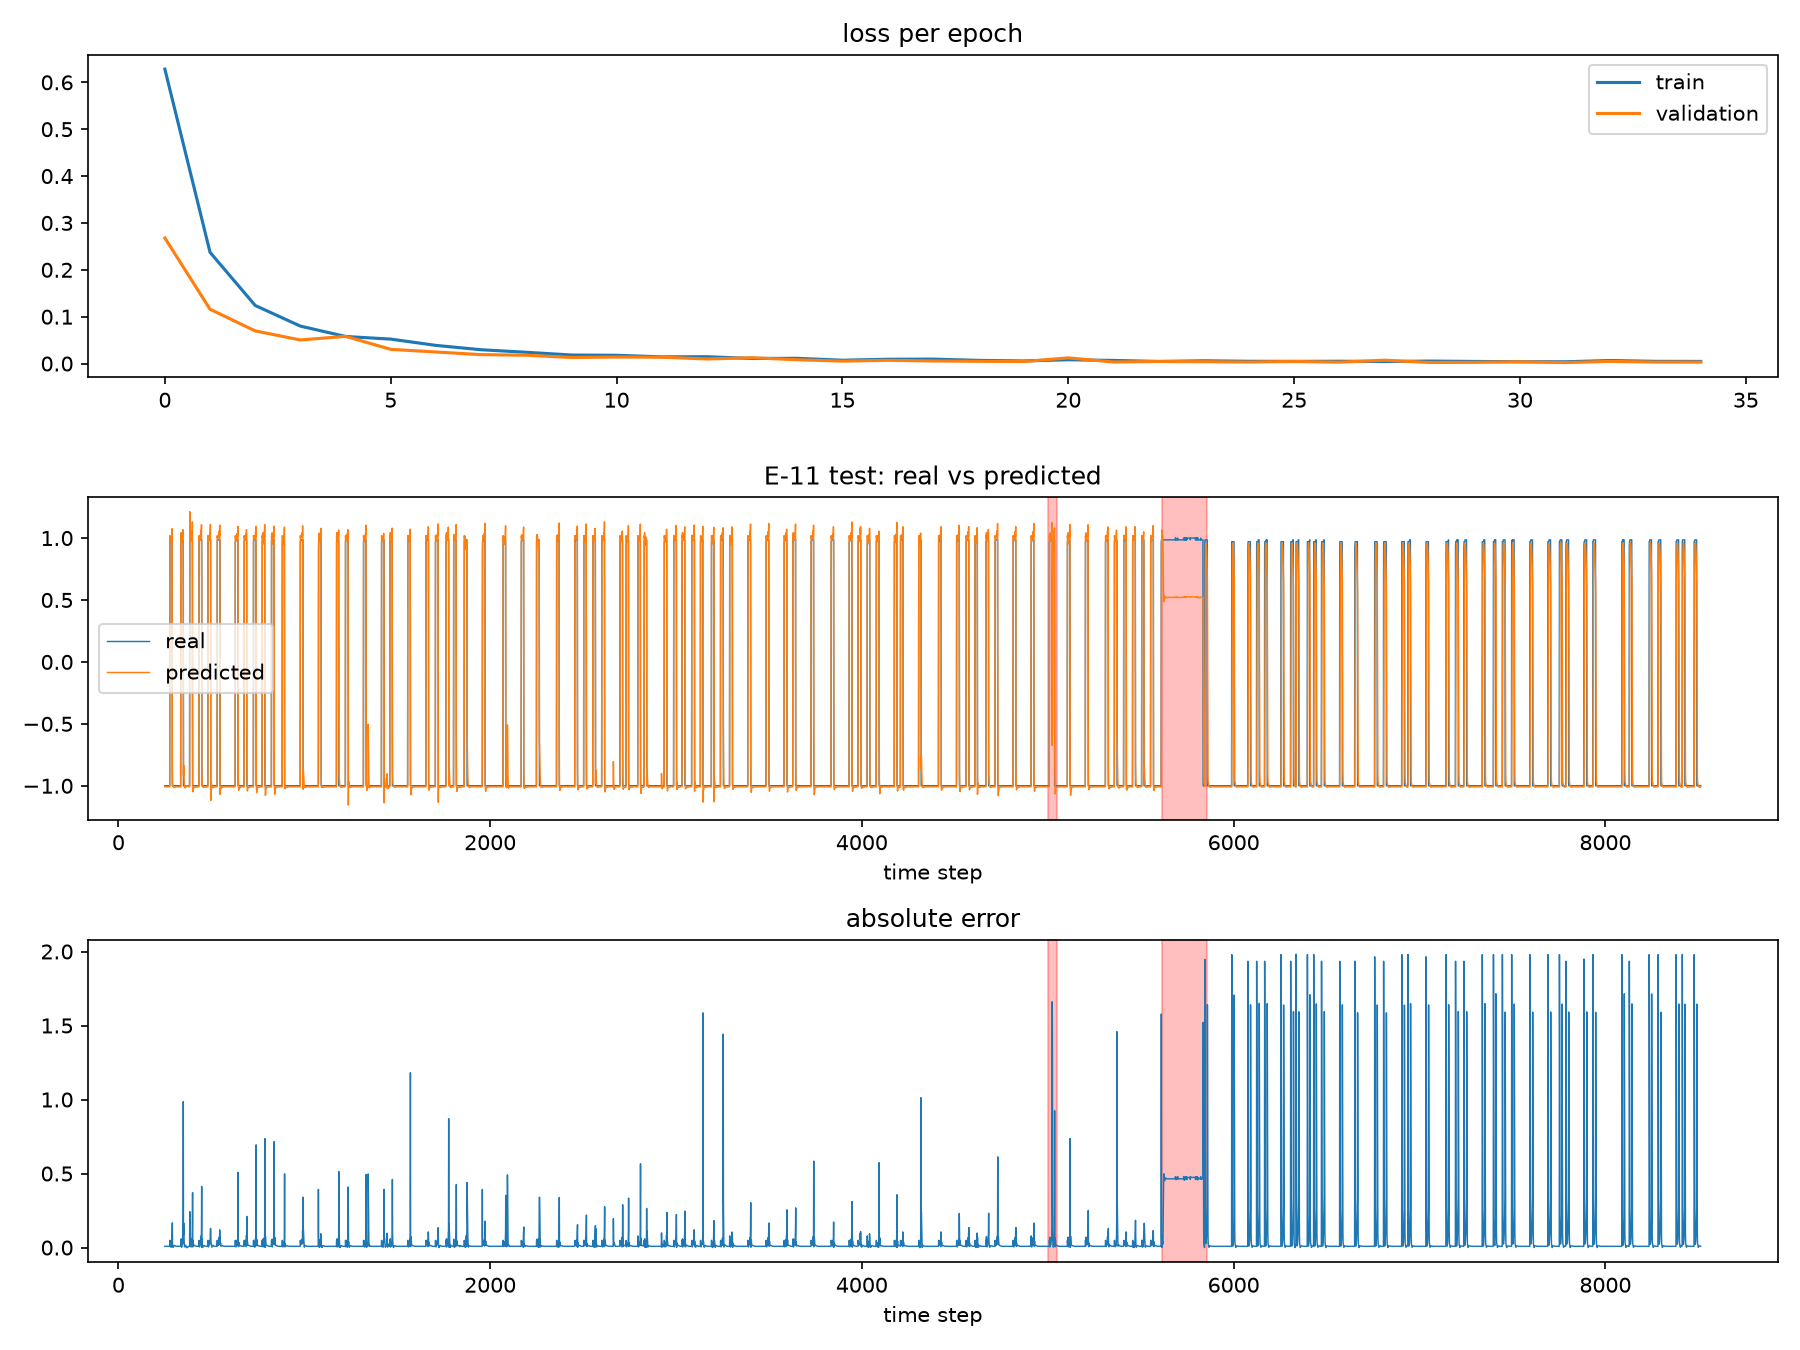 loss per epoch
0.6
0.5
0.4
0.3
0.2
0.1
0.0
train
validation
0 5 10 15 20 25 30 35
E-11 test: real vs predicted
1.0
0.5
0.0
−0.5
−1.0
real
predicted
0 2000 4000 6000 8000
time step
absolute error
2.0
1.5
1.0
0.5
0.0
0 2000 4000 6000 8000
time step